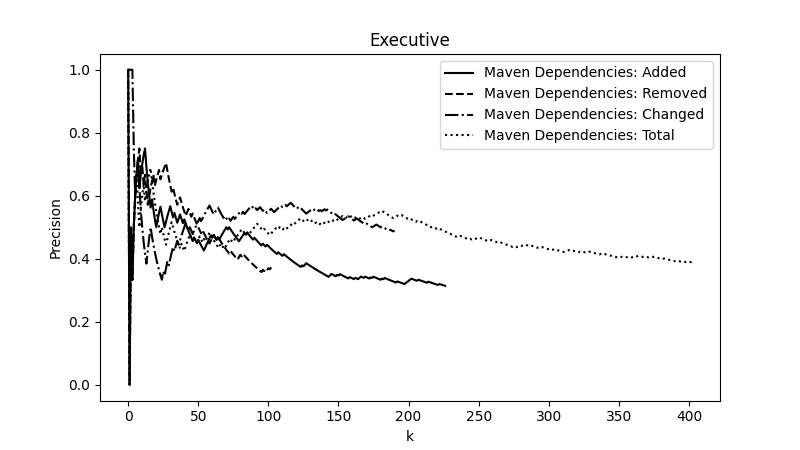 Executive
Maven Dependencies: Added
Maven Dependencies: Removed
Maven Dependencies: Changed
Maven Dependencies: Total
1.0
0.8
0.6
0.4
0.2
0.0
Precision
0 50 100 150 200 250 300 350 400
k